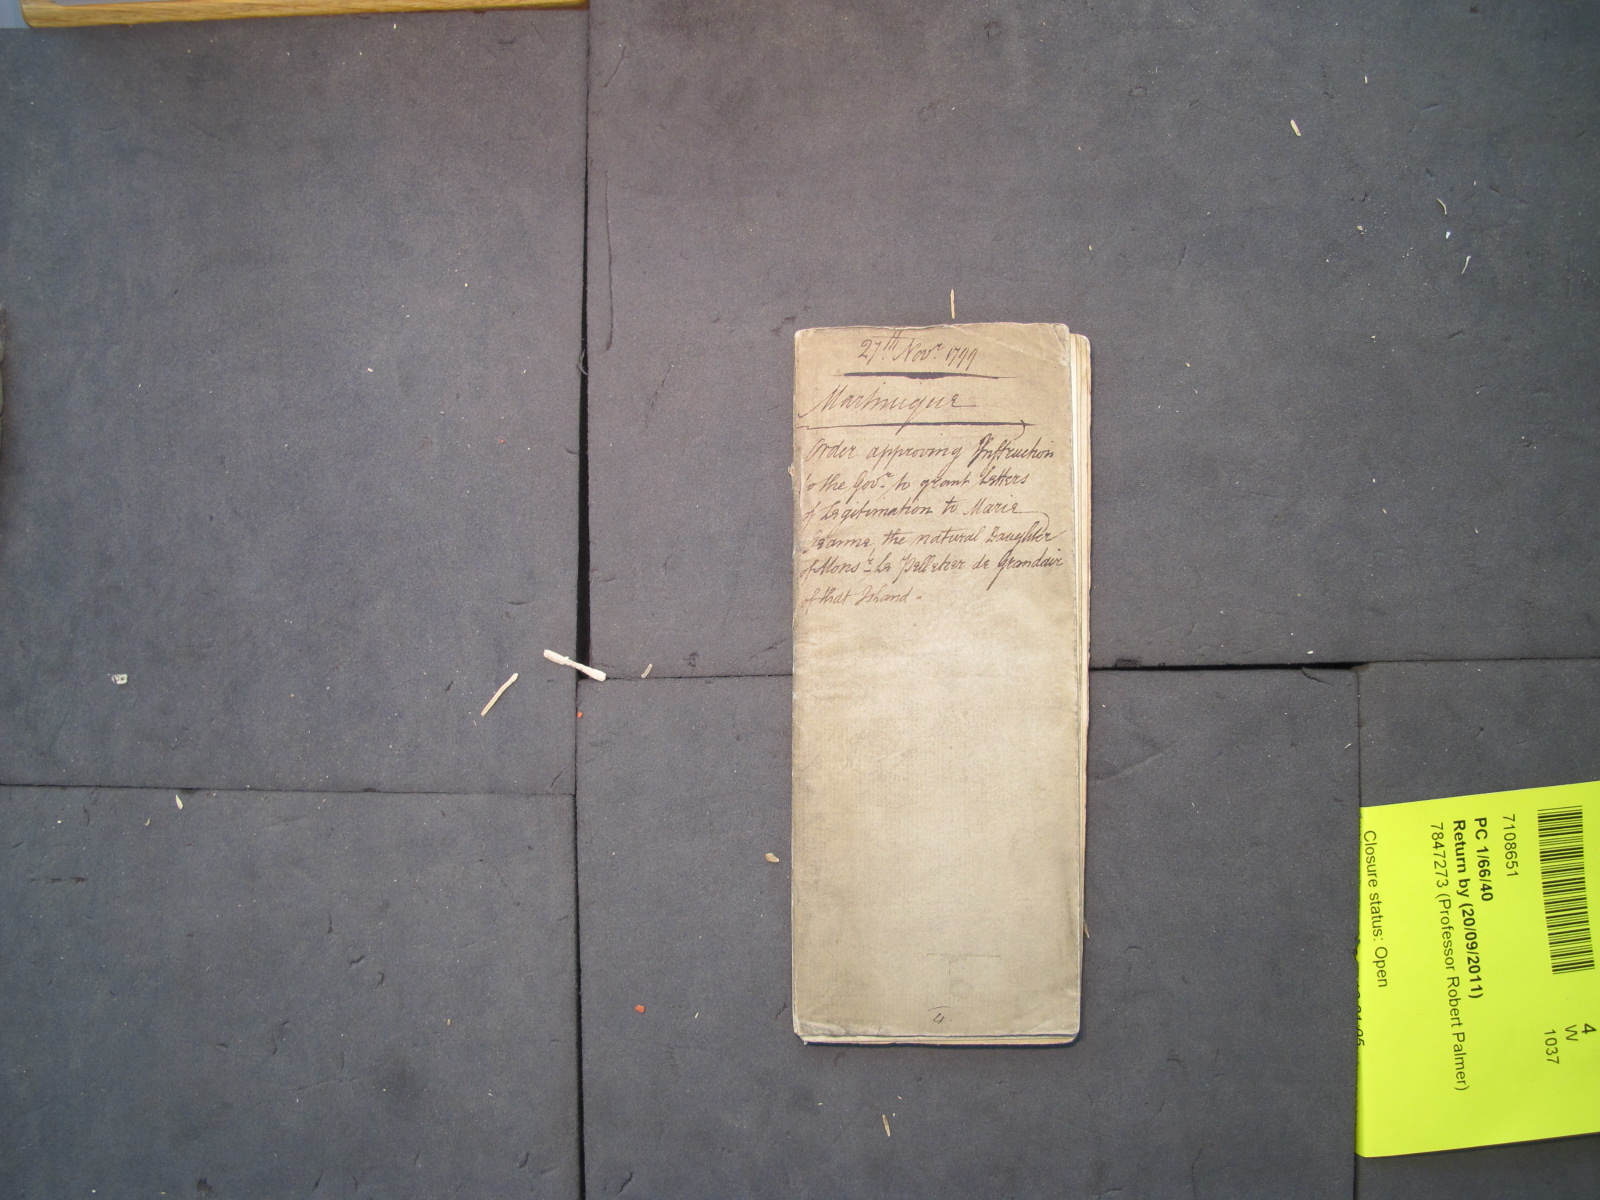 27th Novr. 1799
Martinique
Order approving Instruction
to the Govr. to grant Letters
of Legitimation to Marie
Jeanne the natural Daughter
of Monsr. Le Pelletier de Grandair
of that Island.
4.
7108651
PC 1/66/40
Return by (20/09/2011)
7847273 (Professor Robert Palmer)
Closure status: Open
4
W
1037